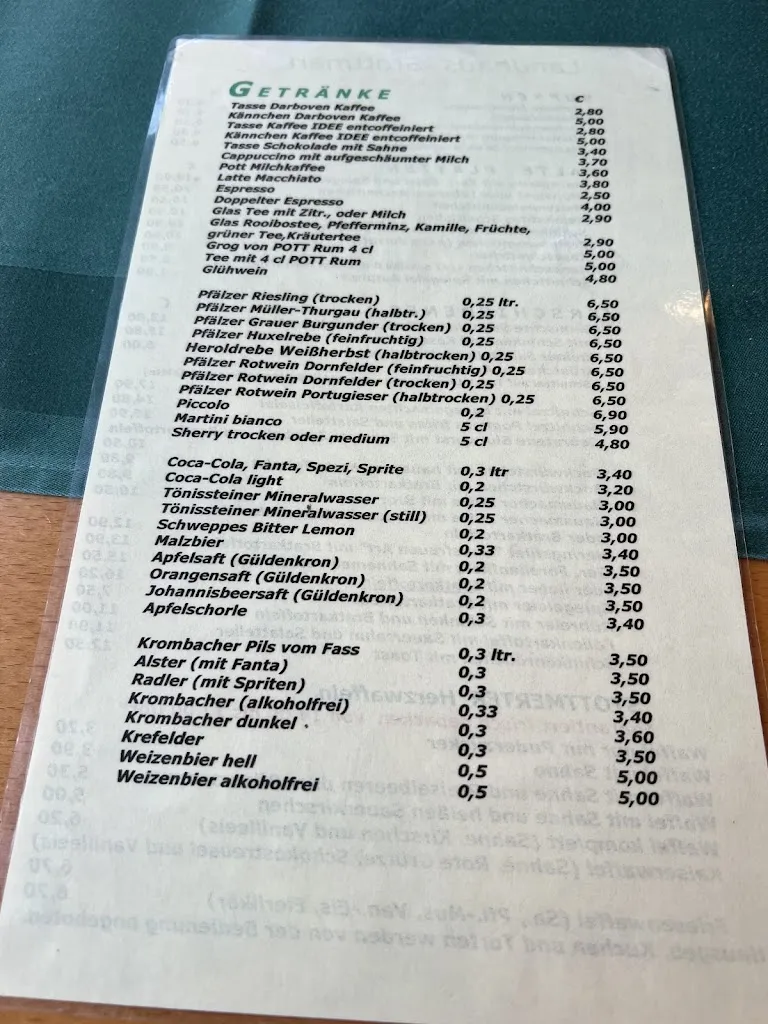 GETRÄNKE €
Tasse Darboven Kaffee 2,80
Kännchen Darboven Kaffee 5,00
Tasse Kaffee IDEE entcoffeiniert 2,80
Kännchen Kaffee IDEE entcoffeiniert 5,00
Tasse Schokolade mit Sahne 3,40
Cappuccino mit aufgeschäumter Milch 3,70
Pott Milchkaffee 3,60
Latte Macchiato 3,80
Espresso 2,50
Doppelter Espresso 4,00
Glas Tee mit Zitr., oder Milch 2,90
Glas Rooibostee, Pfefferminz, Kamille, Früchte,
grüner Tee,Kräutertee 2,90
Grog von POTT Rum 4 cl 5,00
Tee mit 4 cl POTT Rum 5,00
Glühwein 4,80
Pfälzer Riesling (trocken) 0,25 ltr. 6,50
Pfälzer Müller-Thurgau (halbtr.) 0,25 6,50
Pfälzer Grauer Burgunder (trocken) 0,25 6,50
Pfälzer Huxelrebe (feinfruchtig) 0,25 6,50
Heroldrebe Weißherbst (halbtrocken) 0,25 6,50
Pfälzer Rotwein Dornfelder (feinfruchtig) 0,25 6,50
Pfälzer Rotwein Dornfelder (trocken) 0,25 6,50
Pfälzer Rotwein Portugieser (halbtrocken) 0,25 6,50
Piccolo 0,2 6,90
Martini bianco 5 cl 5,90
Sherry trocken oder medium 5 cl 4,80
Coca-Cola, Fanta, Spezi, Sprite 0,3 ltr 3,40
Coca-Cola light 0,2 3,20
Tönissteiner Mineralwasser 0,25 3,00
Tönissteiner Mineralwasser (still) 0,25 3,00
Schweppes Bitter Lemon 0,2 3,00
Malzbier 0,33 3,40
Apfelsaft (Güldenkron) 0,2 3,50
Orangensaft (Güldenkron) 0,2 3,50
Johannisbeersaft (Güldenkron) 0,2 3,50
Apfelschorle 0,3 3,40
Krombacher Pils vom Fass 0,3 ltr. 3,50
Alster (mit Fanta) 0,3 3,50
Radler (mit Spriten) 0,3 3,50
Krombacher (alkoholfrei) 0,33 3,40
Krombacher dunkel 0,3 3,60
Krefelder 0,3 3,50
Weizenbier hell 0,5 5,00
Weizenbier alkoholfrei 0,5 5,00